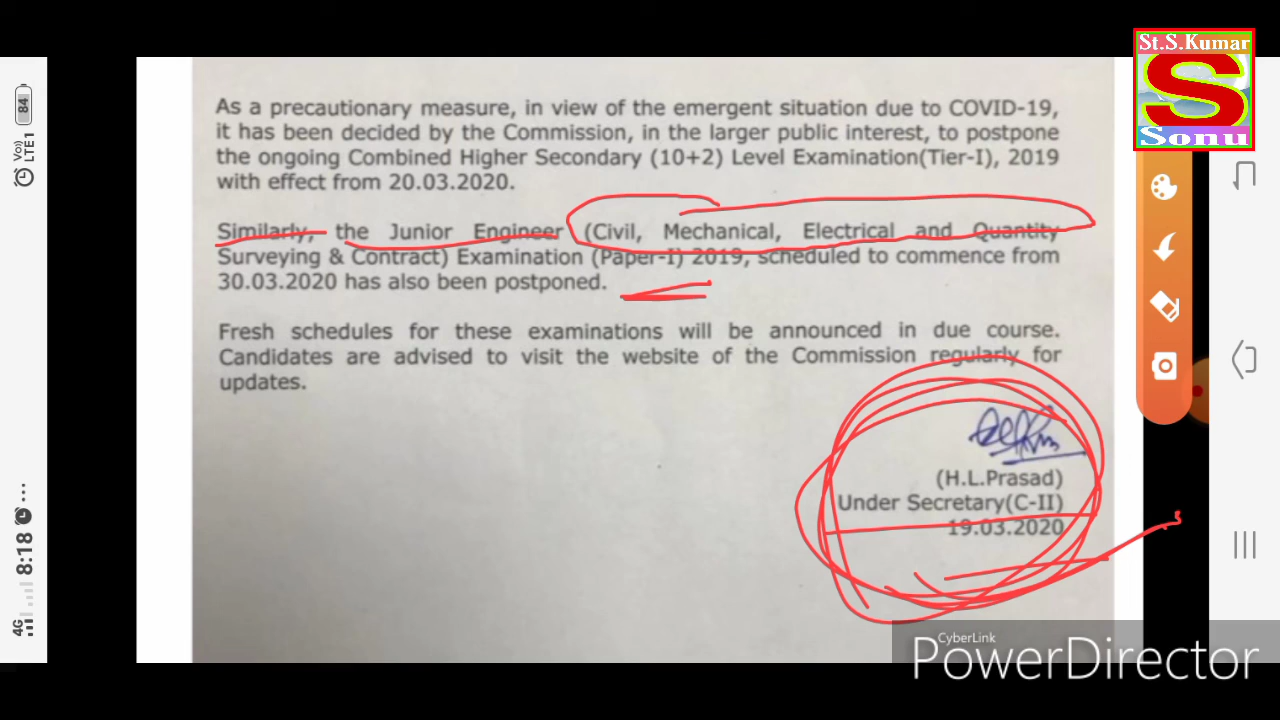 St.S.Kumar
S
Sonu
84
Vo))
LTE1
As a precautionary measure, in view of the emergent situation due to COVID-19,
it has been decided by the Commission, in the larger public interest, to postpone
the ongoing Combined Higher Secondary (10+2) Level Examination(Tier-I), 2019
with effect from 20.03.2020.
Similarly, the Junior Engineer (Civil, Mechanical, Electrical and Quantity
Surveying & Contract) Examination (Paper-I) 2019, scheduled to commence from
30.03.2020 has also been postponed.
Fresh schedules for these examinations will be announced in due course.
Candidates are advised to visit the website of the Commission regularly for
updates.
(H.L.Prasad)
Under Secretary(C-II)
19.03.2020
8:18
4G
CyberLink
PowerDirector